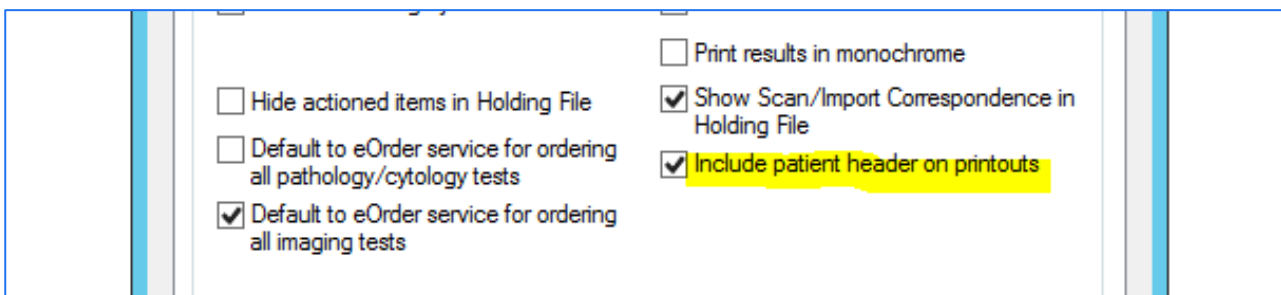 Print results in monochrome
Hide actioned items in Holding File
Show Scan/Import Correspondence in
Holding File
Default to eOrder service for ordering
all pathology/cytology tests
Include patient header on printouts
Default to eOrder service for ordering
all imaging tests